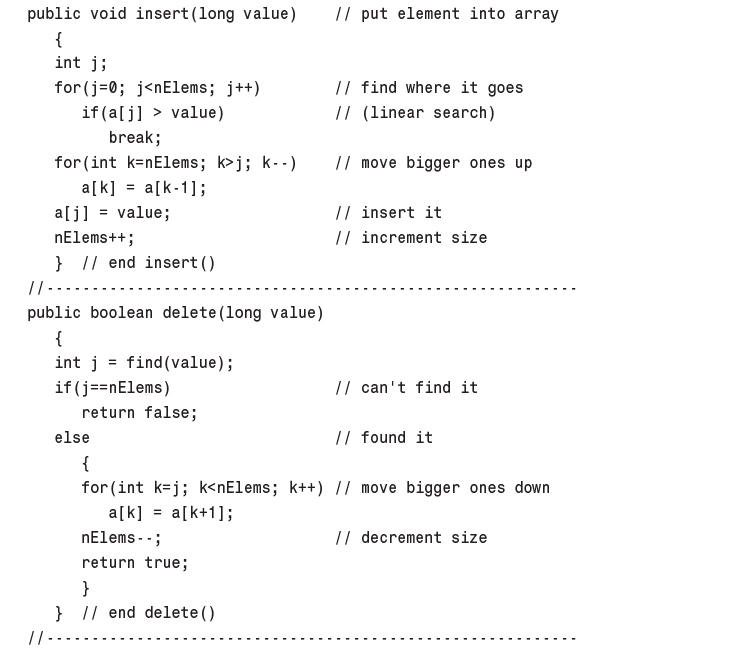 public void insert(long value)    // put element into array
   {
   int j;
   for(j=0; j<nElems; j++)        // find where it goes
      if(a[j] > value)            // (linear search)
         break;
   for(int k=nElems; k>j; k--)    // move bigger ones up
      a[k] = a[k-1];
   a[j] = value;                  // insert it
   nElems++;                      // increment size
   }  // end insert()
//-----------------------------------------------------------
public boolean delete(long value)
   {
   int j = find(value);
   if(j==nElems)                  // can't find it
      return false;
   else                           // found it
      {
      for(int k=j; k<nElems; k++) // move bigger ones down
         a[k] = a[k+1];
      nElems--;                   // decrement size
      return true;
      }
   }  // end delete()
//-----------------------------------------------------------